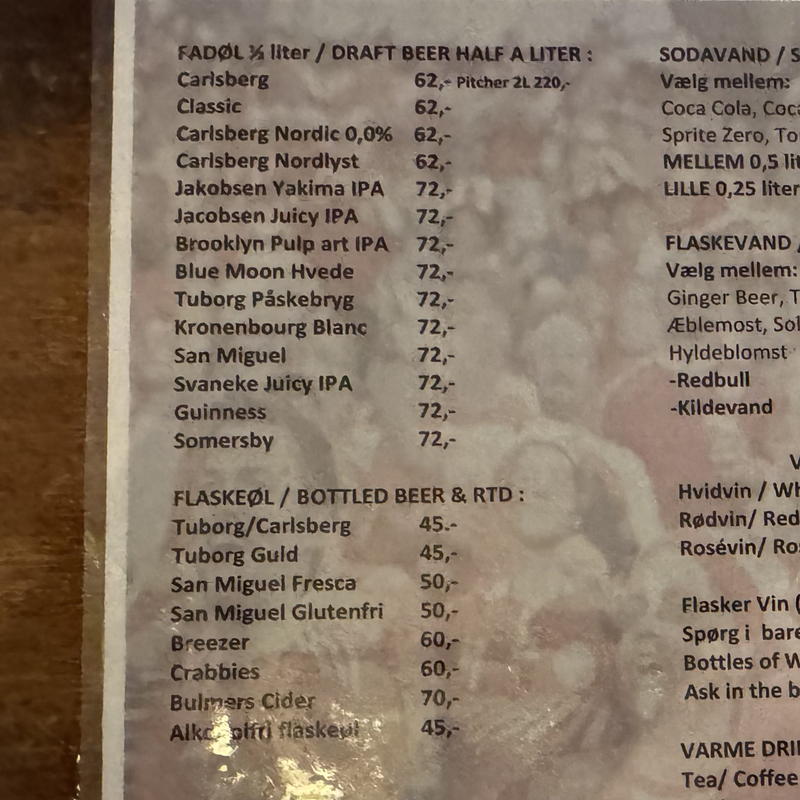 FADØL ½ liter / DRAFT BEER HALF A LITER :
Carlsberg 62,- Pitcher 2L 220,-
Classic 62,-
Carlsberg Nordic 0,0% 62,-
Carlsberg Nordlyst 62,-
Jakobsen Yakima IPA 72,-
Jacobsen Juicy IPA 72,-
Brooklyn Pulp art IPA 72,-
Blue Moon Hvede 72,-
Tuborg Påskebryg 72,-
Kronenbourg Blanc 72,-
San Miguel 72,-
Svaneke Juicy IPA 72,-
Guinness 72,-
Somersby 72,-
FLASKEØL / BOTTLED BEER & RTD :
Tuborg/Carlsberg 45.-
Tuborg Guld 45,-
San Miguel Fresca 50,-
San Miguel Glutenfri 50,-
Breezer 60,-
Crabbies 60,-
Bulmers Cider 70,-
flaskeøl 45,-
SODAVAND / S
Vælg mellem:
Coca Cola, Coca
Sprite Zero, To
MELLEM 0,5 lit
LILLE 0,25 liter
FLASKEVAND /
Vælg mellem:
Ginger Beer, T
Æblemost, Sol
Hyldeblomst
-Redbull
-Kildevand
V
Hvidvin / Wh
Rødvin/ Red
Rosévin/ Ros
Flasker Vin (
Spørg i bare
Bottles of W
Ask in the b
VARME DRI
Tea/ Coffee